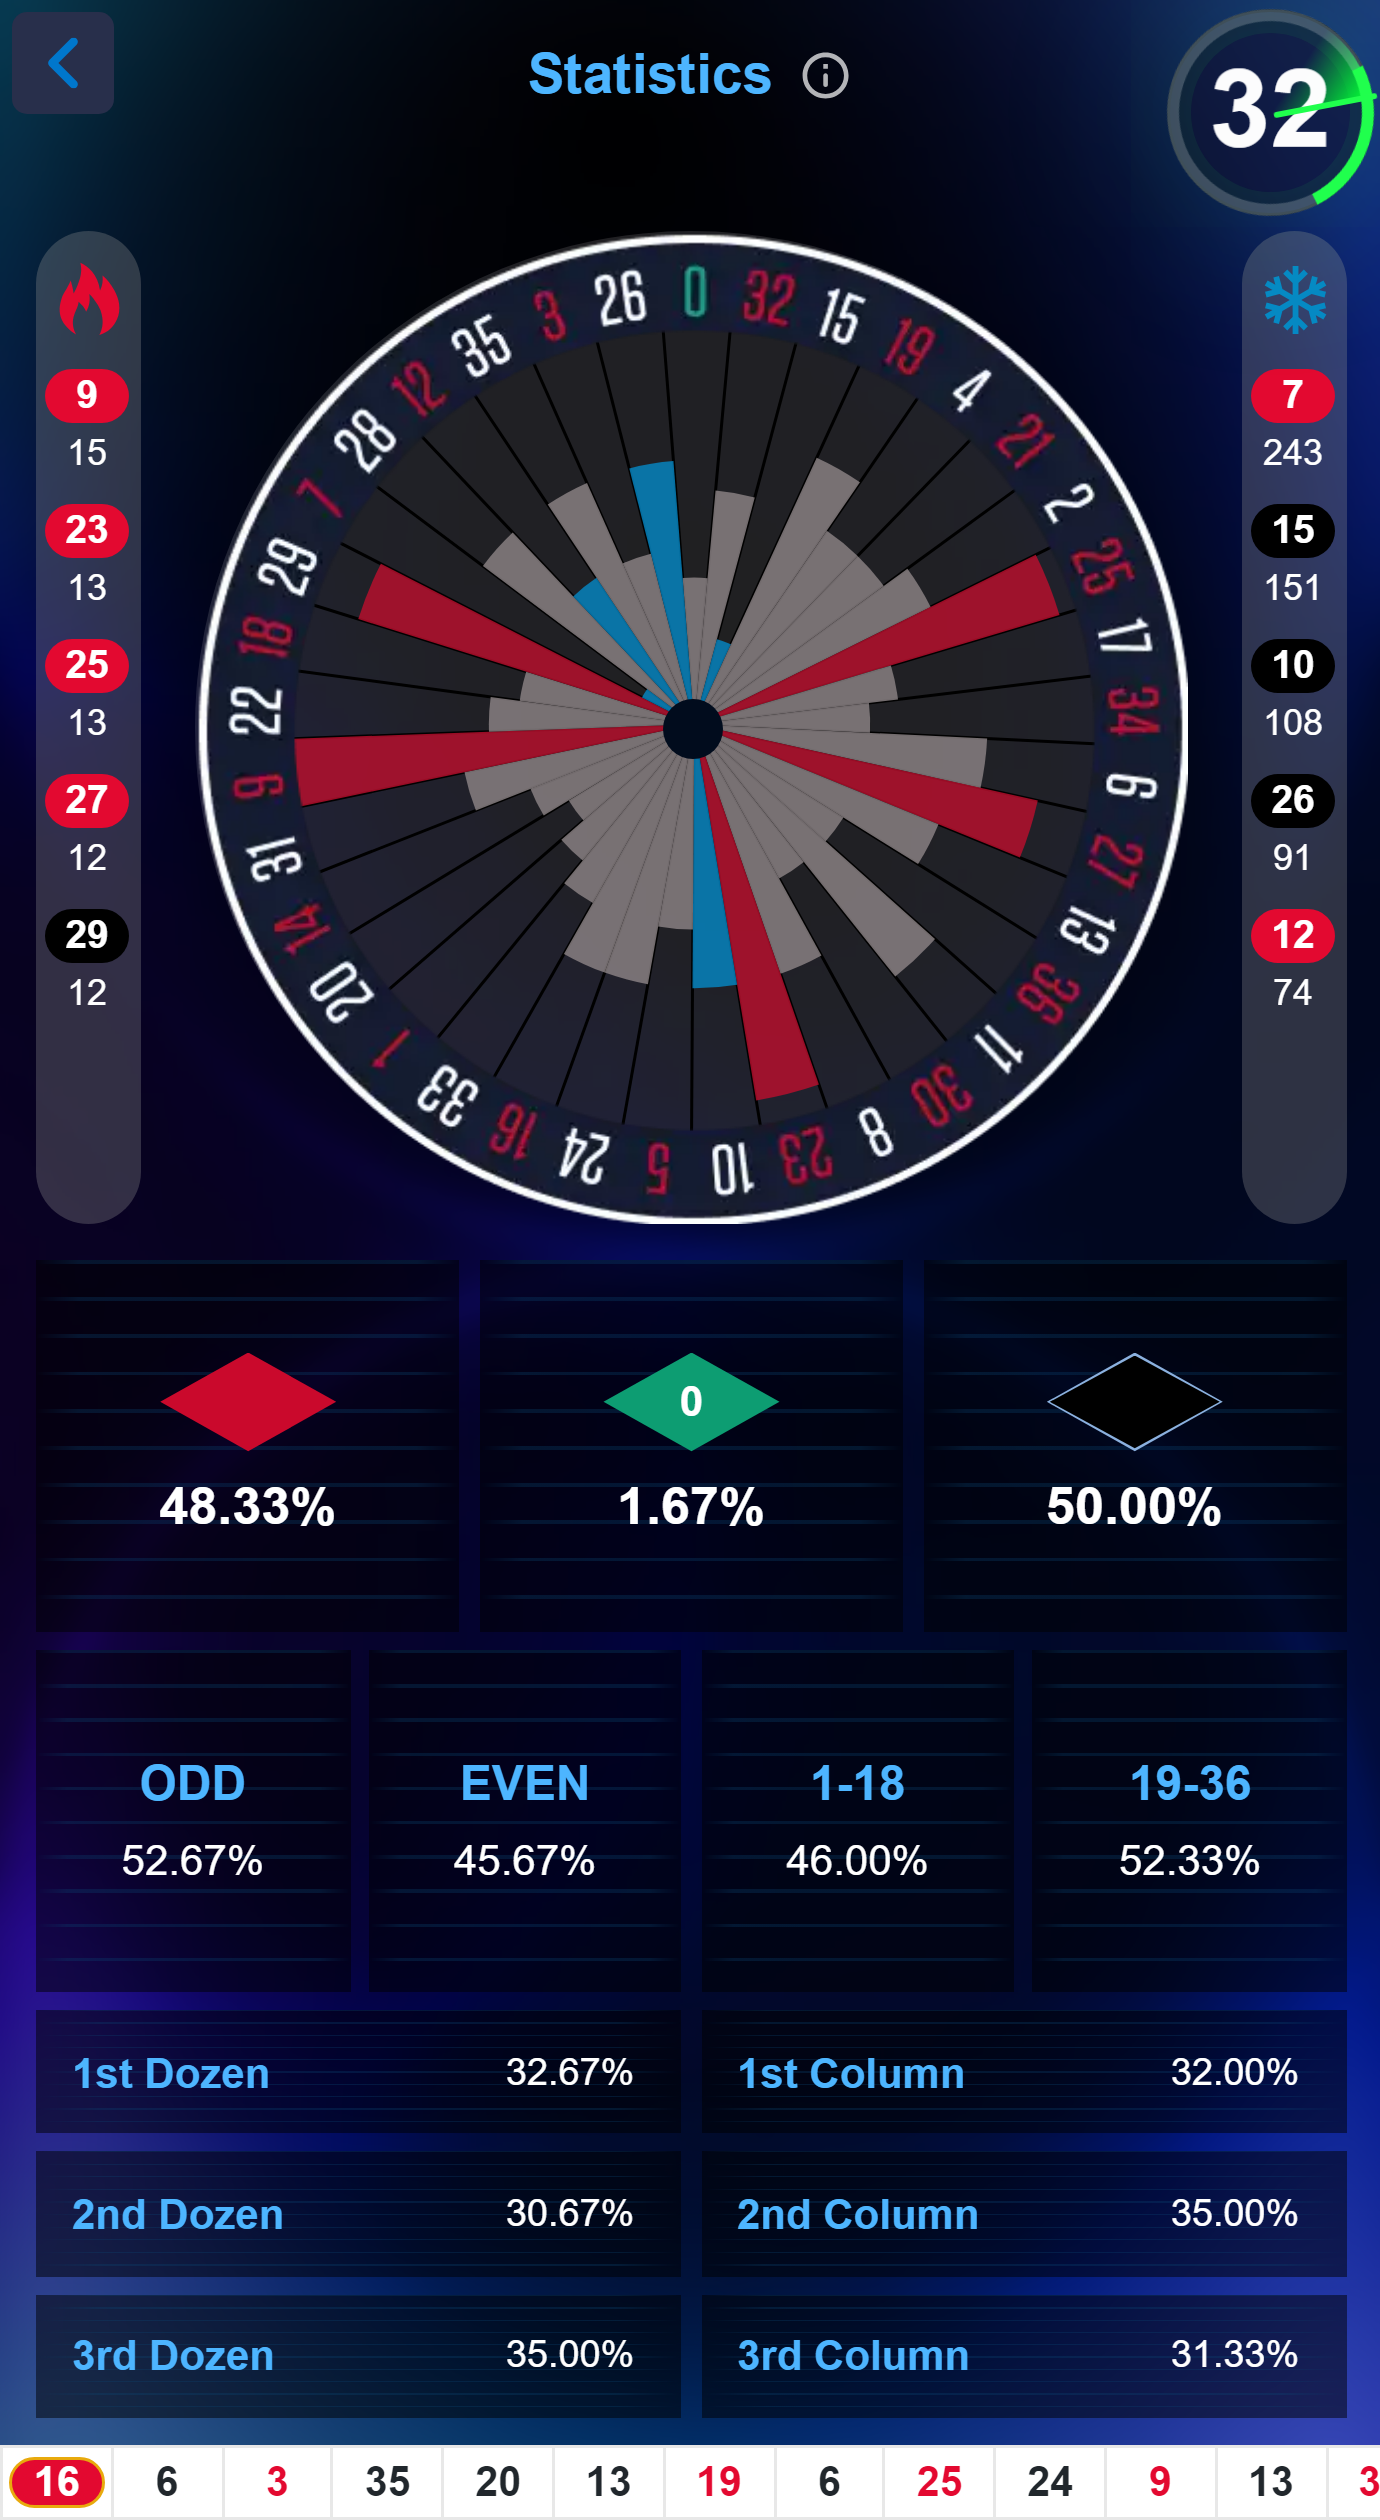 Statistics
32
0 32 15 19 4 21 2 25 17 34 6 27 13 36 11 30 8 23 10 5 24 16 33 1 20 14 31 9 22 18 29 7 28 12 35 3 26
9
15
23
13
25
13
27
12
29
12
7
243
15
151
10
108
26
91
12
74
0
48.33% 1.67% 50.00%
ODD EVEN 1-18 19-36
52.67% 45.67% 46.00% 52.33%
1st Dozen 32.67% 1st Column 32.00%
2nd Dozen 30.67% 2nd Column 35.00%
3rd Dozen 35.00% 3rd Column 31.33%
16 6 3 35 20 13 19 6 25 24 9 13 3